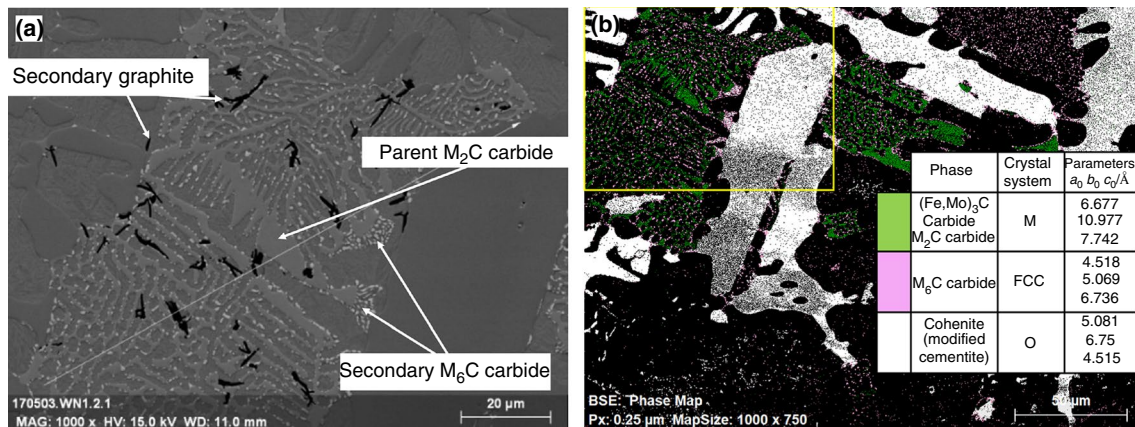 (a)
Secondary graphite
Parent M₂C carbide
Secondary M₆C carbide
170503.WN1.2.1
MAG: 1000 x HV: 15.0 kV WD: 11.0 mm
20 µm
(b)
Phase
Crystal system
Parameters a₀ b₀ c₀/Å
(Fe,Mo)₃C
Carbide
M₂C carbide
M
6.677
10.977
7.742
M₆C carbide
FCC
4.518
5.069
6.736
Cohenite
(modified
cementite)
O
5.081
6.75
4.515
BSE: Phase Map
Px: 0.25 µm MapSize: 1000 x 750
50 µm